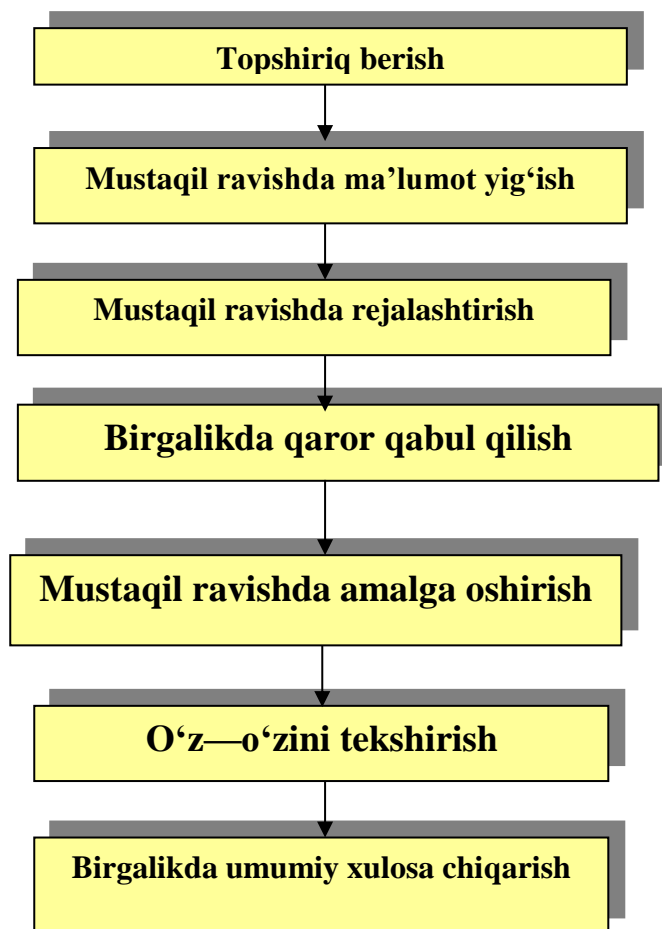 Topshiriq berish
Mustaqil ravishda ma’lumot yig‘ish
Mustaqil ravishda rejalashtirish
Birgalikda qaror qabul qilish
Mustaqil ravishda amalga oshirish
O‘z—o‘zini tekshirish
Birgalikda umumiy xulosa chiqarish